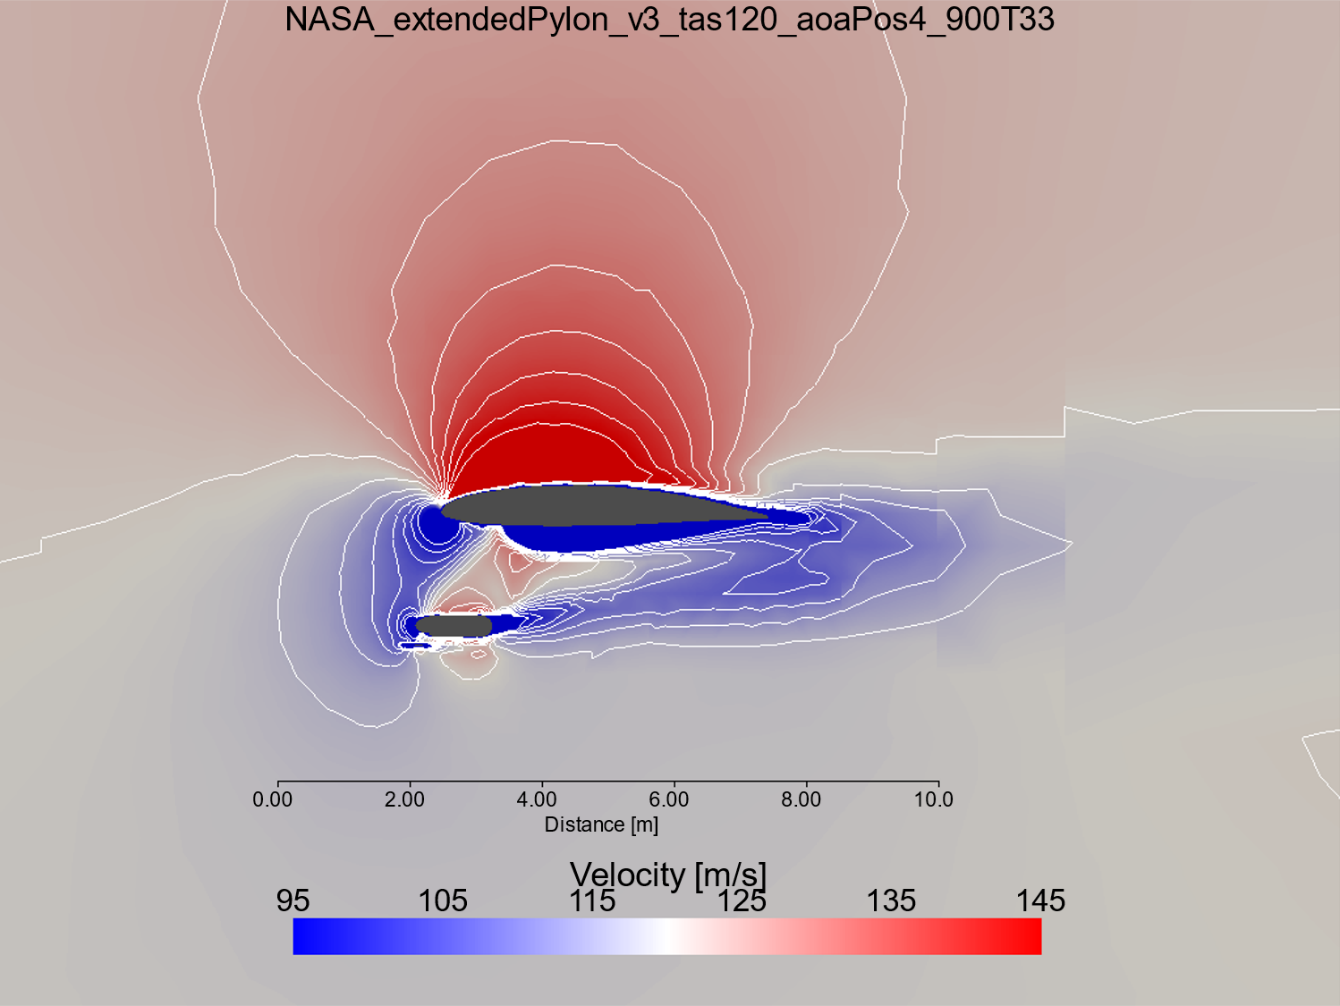 NASA_extendedPylon_v3_tas120_aoaPos4_900T33
0.00 2.00 4.00 6.00 8.00 10.0
Distance [m]
Velocity [m/s]
95 105 115 125 135 145